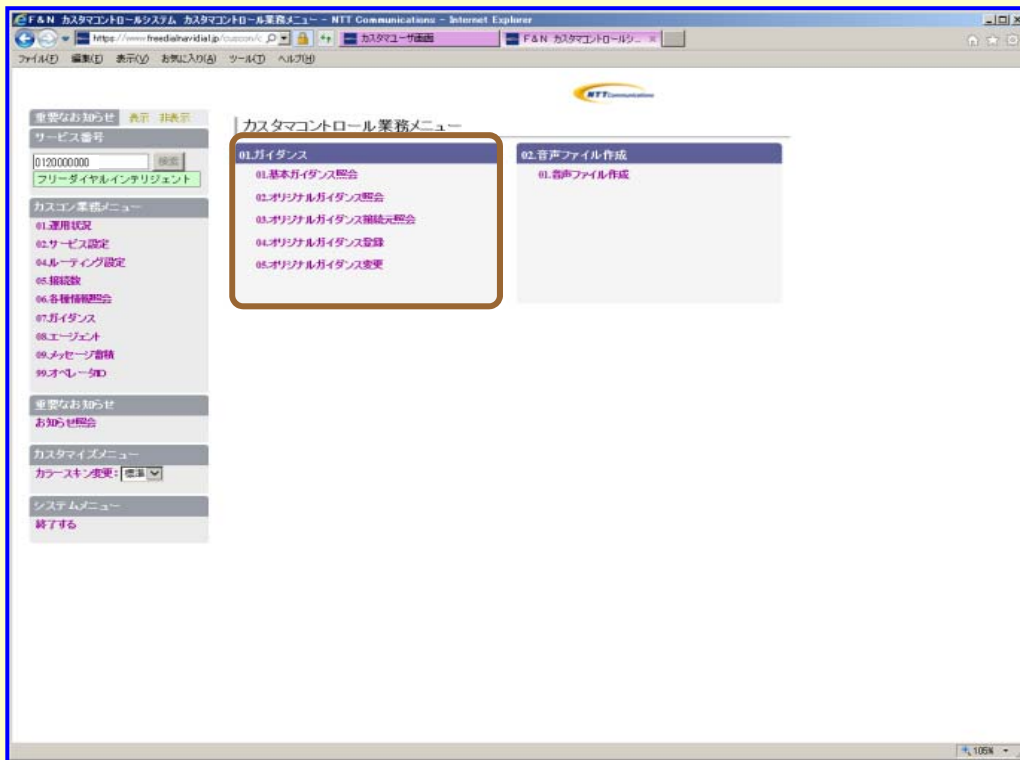 F&N カスタマコントロールシステム カスタマコントロール業務メニュー - NTT Communications - Internet Explorer
https://www.freedialnavidial.jp/cuscon/c
カスタマユーザ画面
F&N カスタマコントロールシ...
ファイル(F) 編集(E) 表示(V) お気に入り(A) ツール(T) ヘルプ(H)
NTT Communications
重要なお知らせ 表示 非表示
サービス番号
0120000000 検索
フリーダイヤルインテリジェント
カスコン業務メニュー
01.運用状況
02.サービス設定
04.ルーティング設定
05.接続数
06.各種情報照会
07.ガイダンス
08.エージェント
09.メッセージ蓄積
99.オペレータID
重要なお知らせ
お知らせ照会
カスタマイズメニュー
カラースキン変更: 標準
システムメニュー
終了する
カスタマコントロール業務メニュー
01.ガイダンス
01.基本ガイダンス照会
02.オリジナルガイダンス照会
03.オリジナルガイダンス接続元照会
04.オリジナルガイダンス登録
05.オリジナルガイダンス変更
02.音声ファイル作成
01.音声ファイル作成
105%